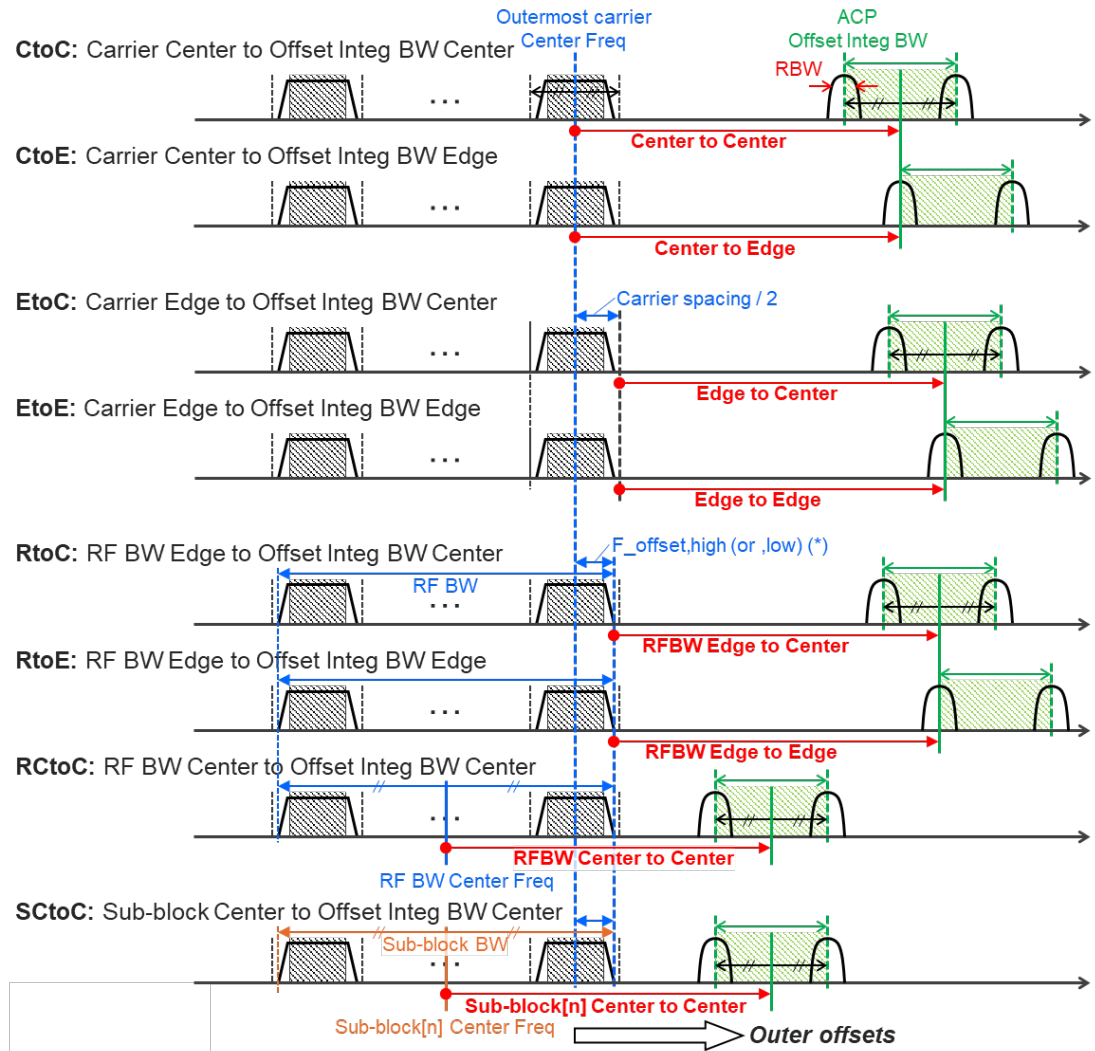 Outermost carrier
Center Freq
ACP
Offset Integ BW
CtoC: Carrier Center to Offset Integ BW Center
RBW
. . .
Center to Center
CtoE: Carrier Center to Offset Integ BW Edge
. . .
Center to Edge
EtoC: Carrier Edge to Offset Integ BW Center
Carrier spacing / 2
. . .
Edge to Center
EtoE: Carrier Edge to Offset Integ BW Edge
. . .
Edge to Edge
RtoC: RF BW Edge to Offset Integ BW Center
F_offset,high (or ,low) (*)
RF BW
. . .
RFBW Edge to Center
RtoE: RF BW Edge to Offset Integ BW Edge
. . .
RFBW Edge to Edge
RCtoC: RF BW Center to Offset Integ BW Center
. . .
RFBW Center to Center
RF BW Center Freq
SCtoC: Sub-block Center to Offset Integ BW Center
Sub-block BW
. . .
Sub-block[n] Center to Center
Sub-block[n] Center Freq
Outer offsets